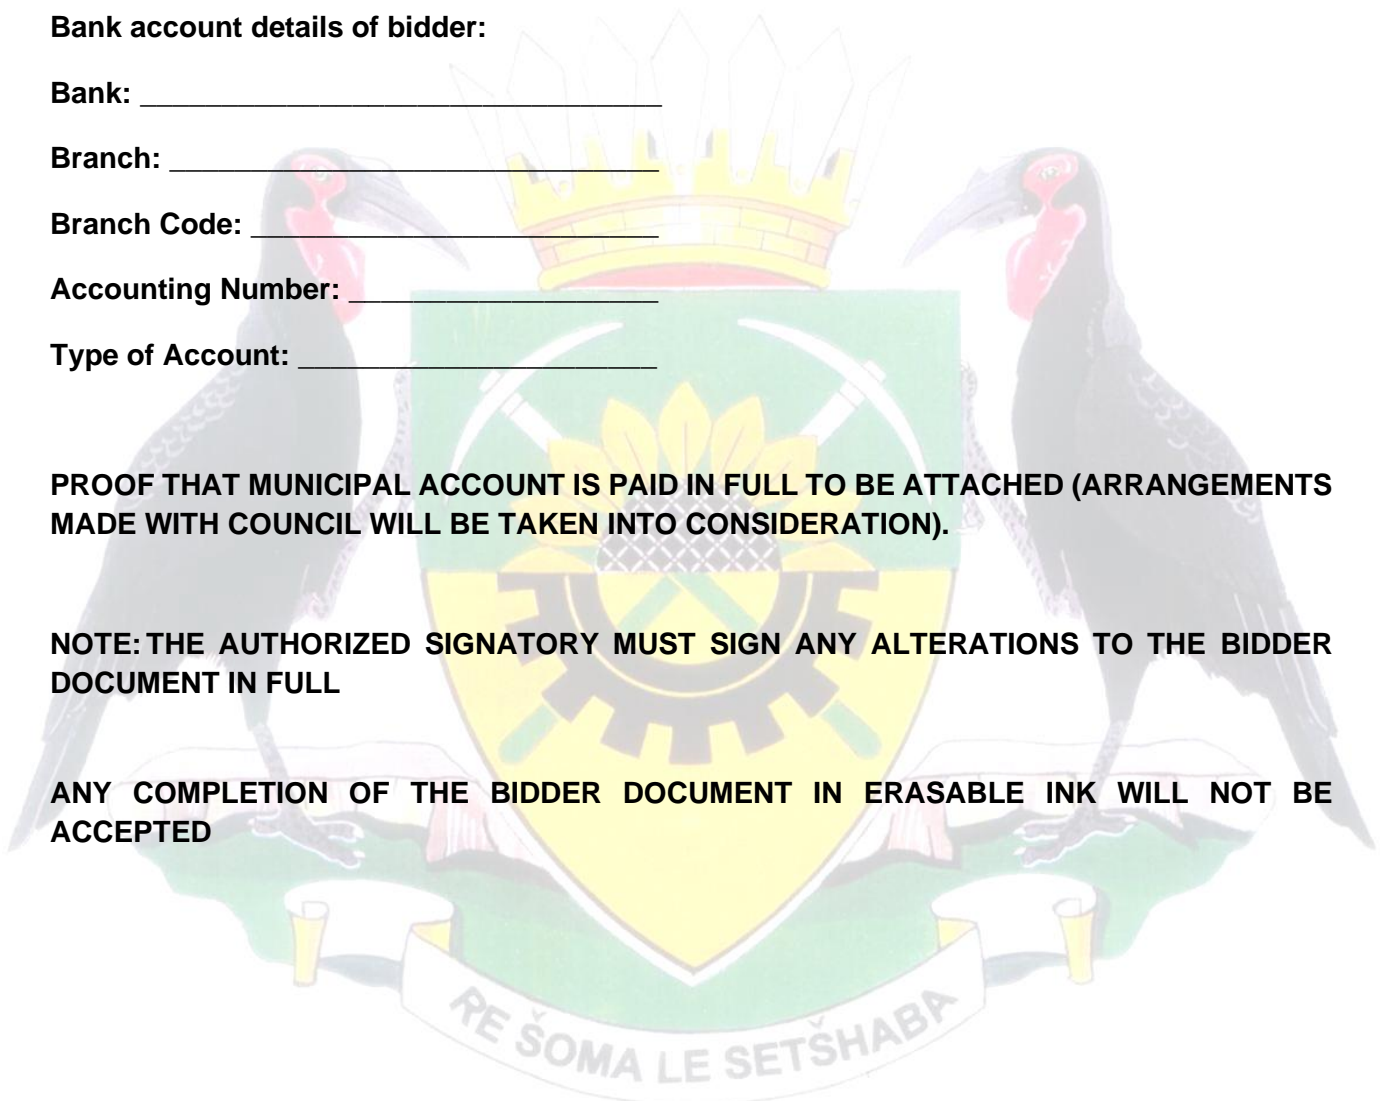 Bank account details of bidder:
Bank: ________________________________
Branch: ______________________________
Branch Code: _________________________
Accounting Number: ___________________
Type of Account: ______________________
PROOF THAT MUNICIPAL ACCOUNT IS PAID IN FULL TO BE ATTACHED (ARRANGEMENTS
MADE WITH COUNCIL WILL BE TAKEN INTO CONSIDERATION).
NOTE: THE AUTHORIZED SIGNATORY MUST SIGN ANY ALTERATIONS TO THE BIDDER
DOCUMENT IN FULL
ANY COMPLETION OF THE BIDDER DOCUMENT IN ERASABLE INK WILL NOT BE
ACCEPTED
RE ŠOMA LE SETŠHABA